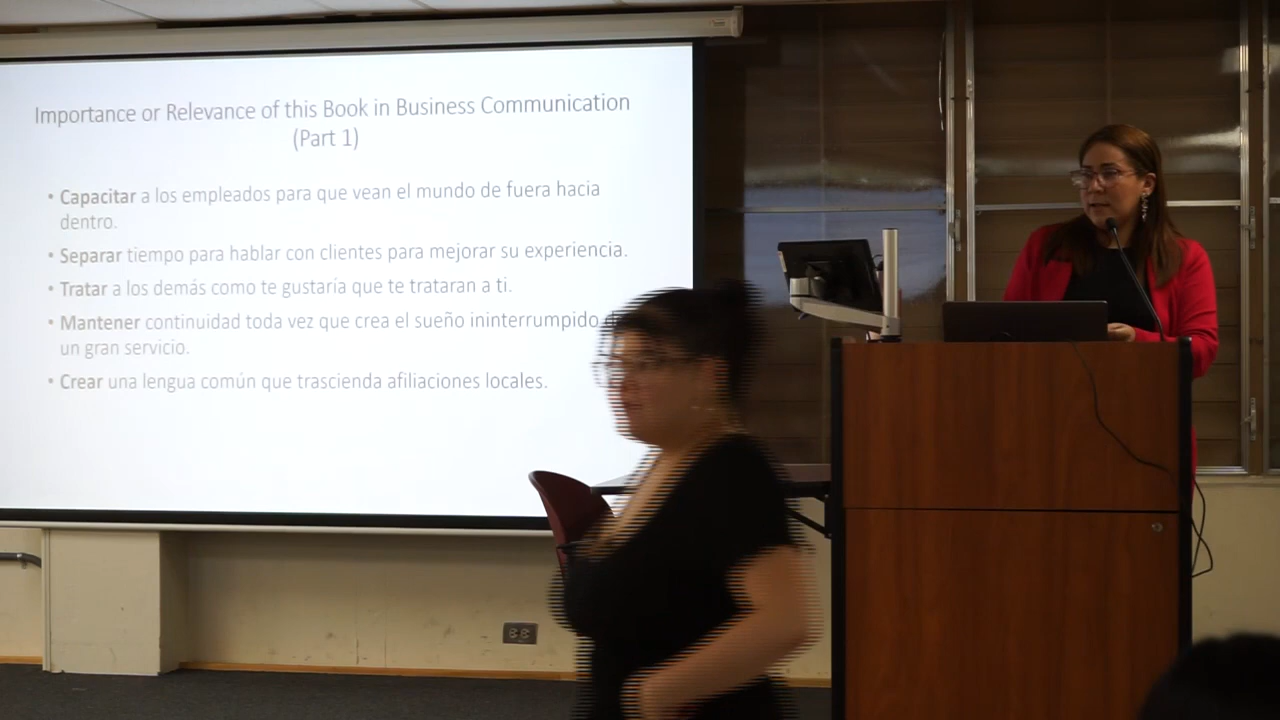 Importance or Relevance of this Book in Business Communication
(Part 1)
• Capacitar a los empleados para que vean el mundo de fuera hacia
dentro.
• Separar tiempo para hablar con clientes para mejorar su experiencia.
• Tratar a los demás como te gustaría que te trataran a ti.
• Mantener continuidad toda vez que crea el sueño ininterrumpido
un gran servicio.
• Crear una lengua común que trascienda afiliaciones locales.